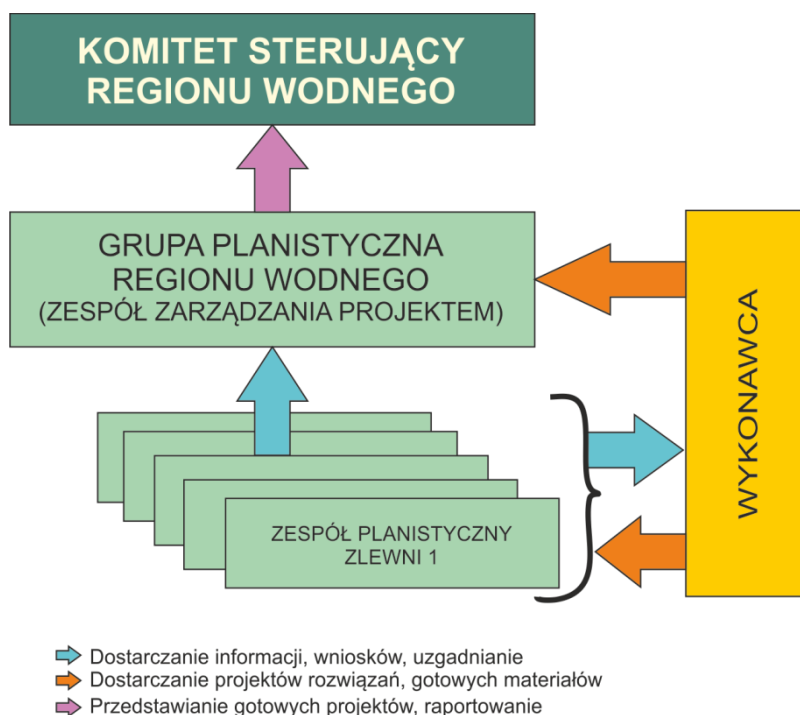 KOMITET STERUJĄCY
REGIONU WODNEGO
GRUPA PLANISTYCZNA
REGIONU WODNEGO
(ZESPÓŁ ZARZĄDZANIA PROJEKTEM)
WYKONAWCA
ZESPÓŁ PLANISTYCZNY
ZLEWNI 1
Dostarczanie informacji, wniosków, uzgadnianie
Dostarczanie projektów rozwiązań, gotowych materiałów
Przedstawianie gotowych projektów, raportowanie